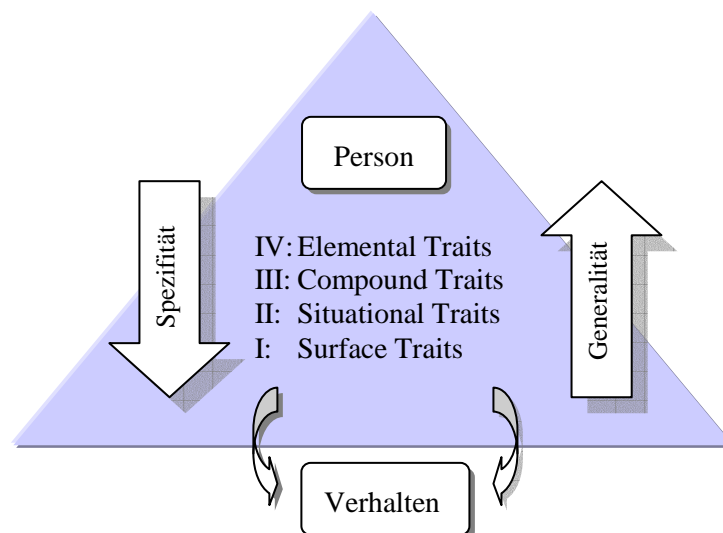 Person
Spezifität
Generalität
IV: Elemental Traits
III: Compound Traits
II: Situational Traits
I: Surface Traits
Verhalten